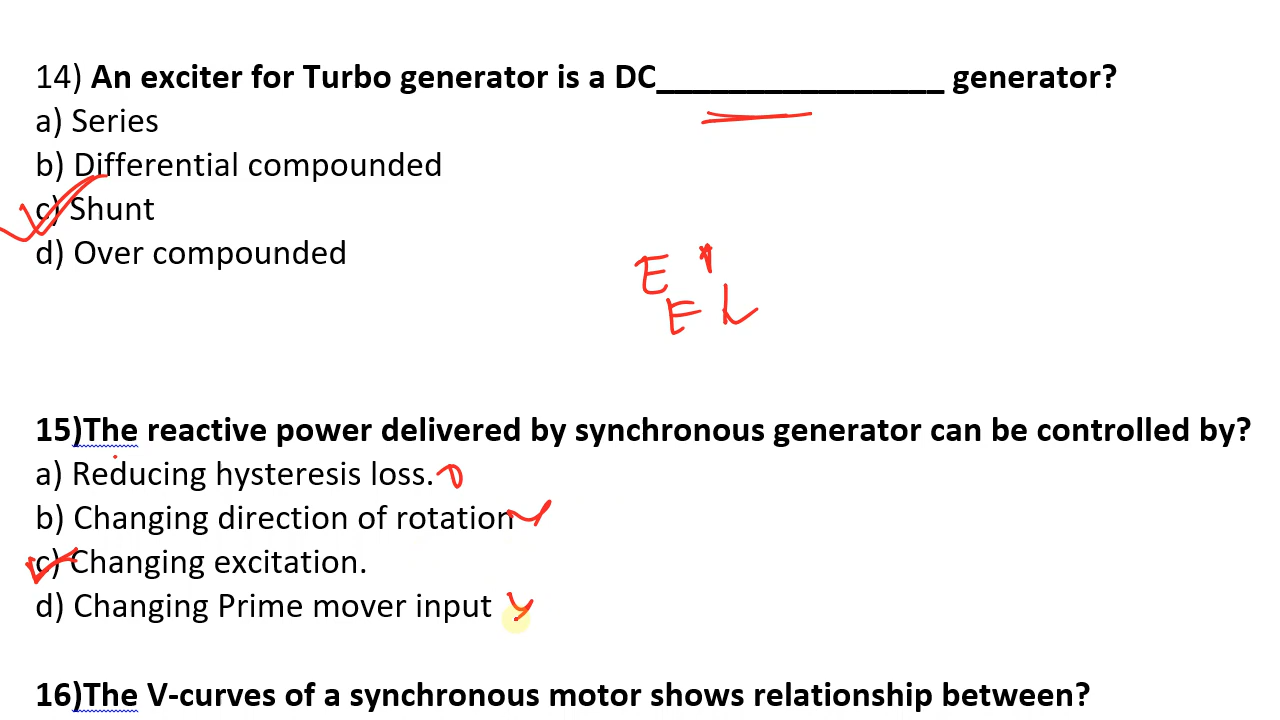 14) An exciter for Turbo generator is a DC________________ generator?
a) Series
b) Differential compounded
c) Shunt
d) Over compounded
E
E L
15)The reactive power delivered by synchronous generator can be controlled by?
a) Reducing hysteresis loss.
b) Changing direction of rotation
c) Changing excitation.
d) Changing Prime mover input
16)The V-curves of a synchronous motor shows relationship between?